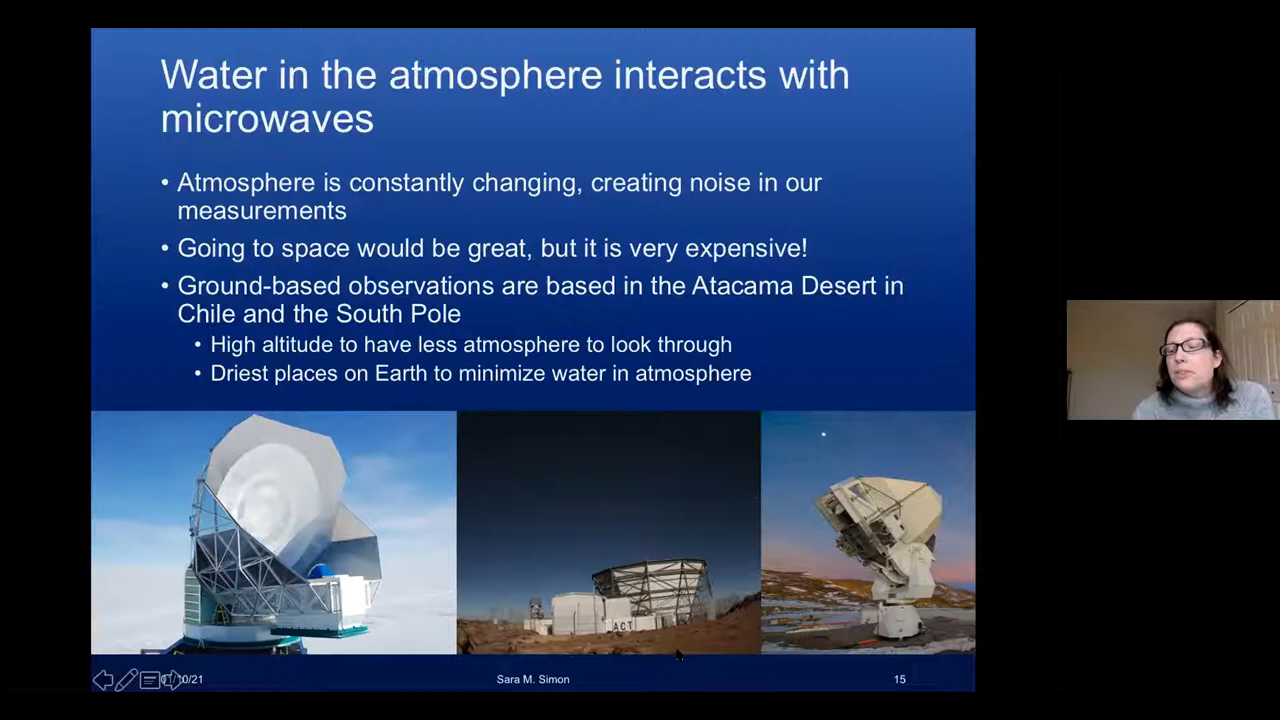 Water in the atmosphere interacts with
microwaves
• Atmosphere is constantly changing, creating noise in our
measurements
• Going to space would be great, but it is very expensive!
• Ground-based observations are based in the Atacama Desert in
Chile and the South Pole
• High altitude to have less atmosphere to look through
• Driest places on Earth to minimize water in atmosphere
ACT
/10/21
Sara M. Simon
15